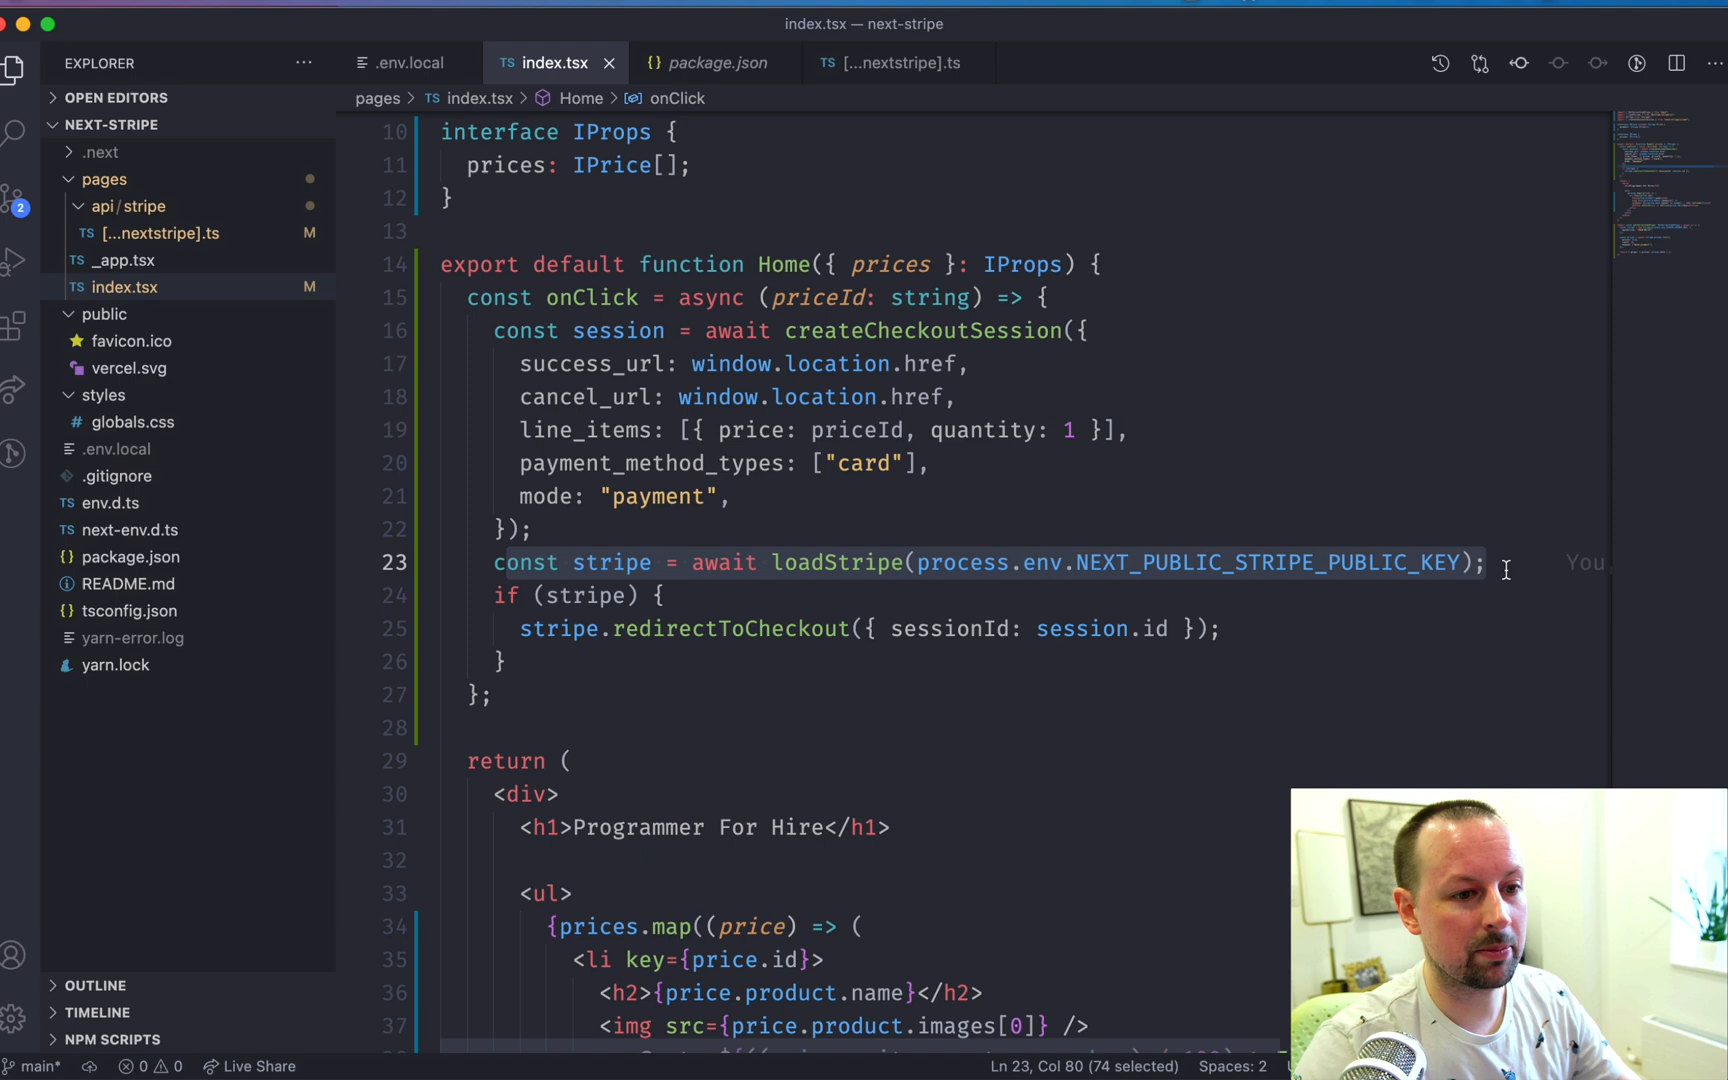 index.tsx — next-stripe
EXPLORER
.env.local
TS index.tsx
{} package.json
TS [...nextstripe].ts
OPEN EDITORS
pages > TS index.tsx > Home > onClick
NEXT-STRIPE
.next
pages
api/stripe
TS [...nextstripe].ts M
TS _app.tsx
TS index.tsx M
public
favicon.ico
vercel.svg
styles
# globals.css
.env.local
.gitignore
TS env.d.ts
TS next-env.d.ts
{} package.json
README.md
{} tsconfig.json
yarn-error.log
yarn.lock
2
OUTLINE
TIMELINE
NPM SCRIPTS
10 interface IProps {
11 prices: IPrice[];
12 }
13
14 export default function Home({ prices }: IProps) {
15 const onClick = async (priceId: string) => {
16 const session = await createCheckoutSession({
17 success_url: window.location.href,
18 cancel_url: window.location.href,
19 line_items: [{ price: priceId, quantity: 1 }],
20 payment_method_types: ["card"],
21 mode: "payment",
22 });
23 const stripe = await loadStripe(process.env.NEXT_PUBLIC_STRIPE_PUBLIC_KEY); You
24 if (stripe) {
25 stripe.redirectToCheckout({ sessionId: session.id });
26 }
27 };
28
29 return (
30 <div>
31 <h1>Programmer For Hire</h1>
32
33 <ul>
34 {prices.map((price) => (
35 <li key={price.id}>
36 <h2>{price.product.name}</h2>
37 <img src={price.product.images[0]} />
main* 0 0 Live Share
Ln 23, Col 80 (74 selected) Spaces: 2